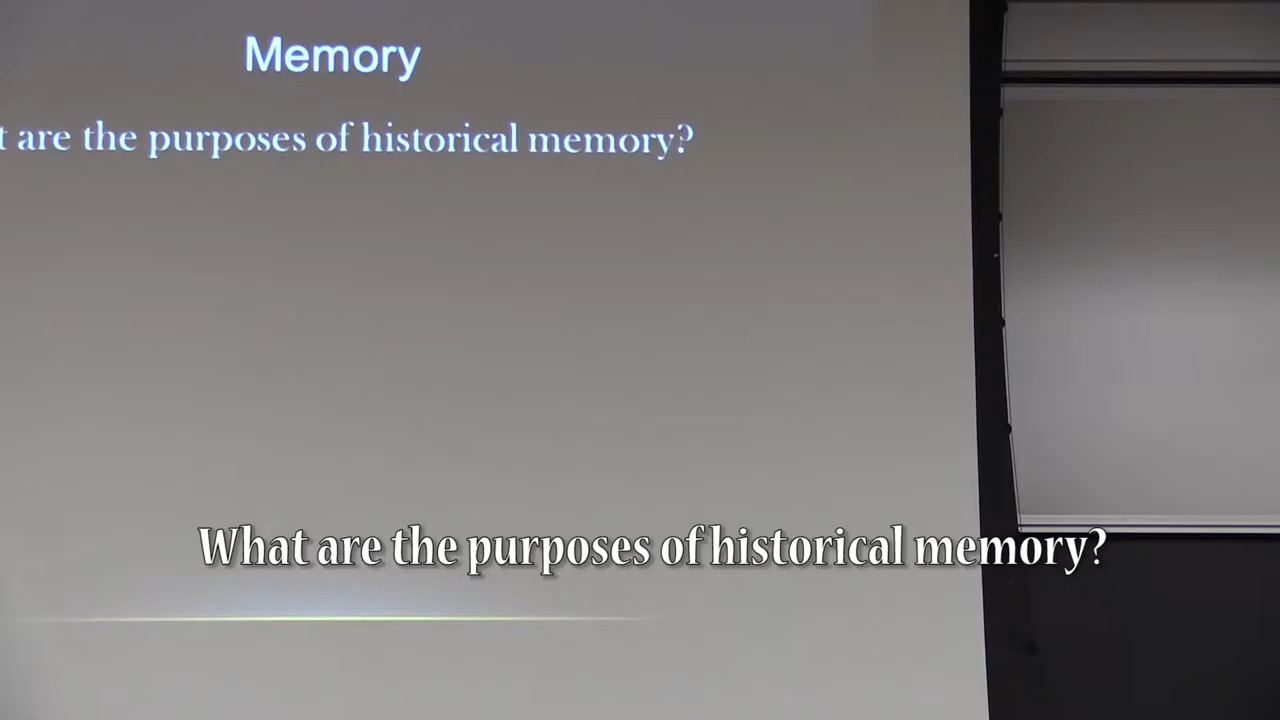 Memory
t are the purposes of historical memory?
What are the purposes of historical memory?